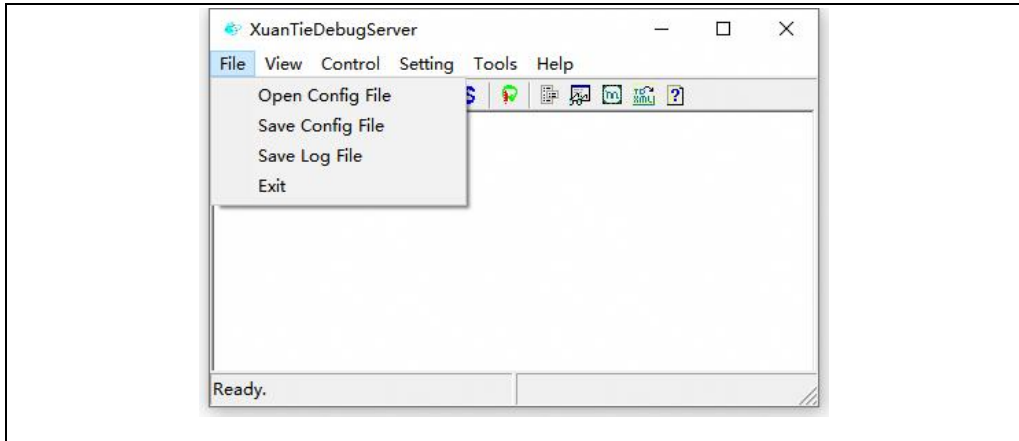 XuanTieDebugServer
File View Control Setting Tools Help
Open Config File
Save Config File
Save Log File
Exit
Ready.